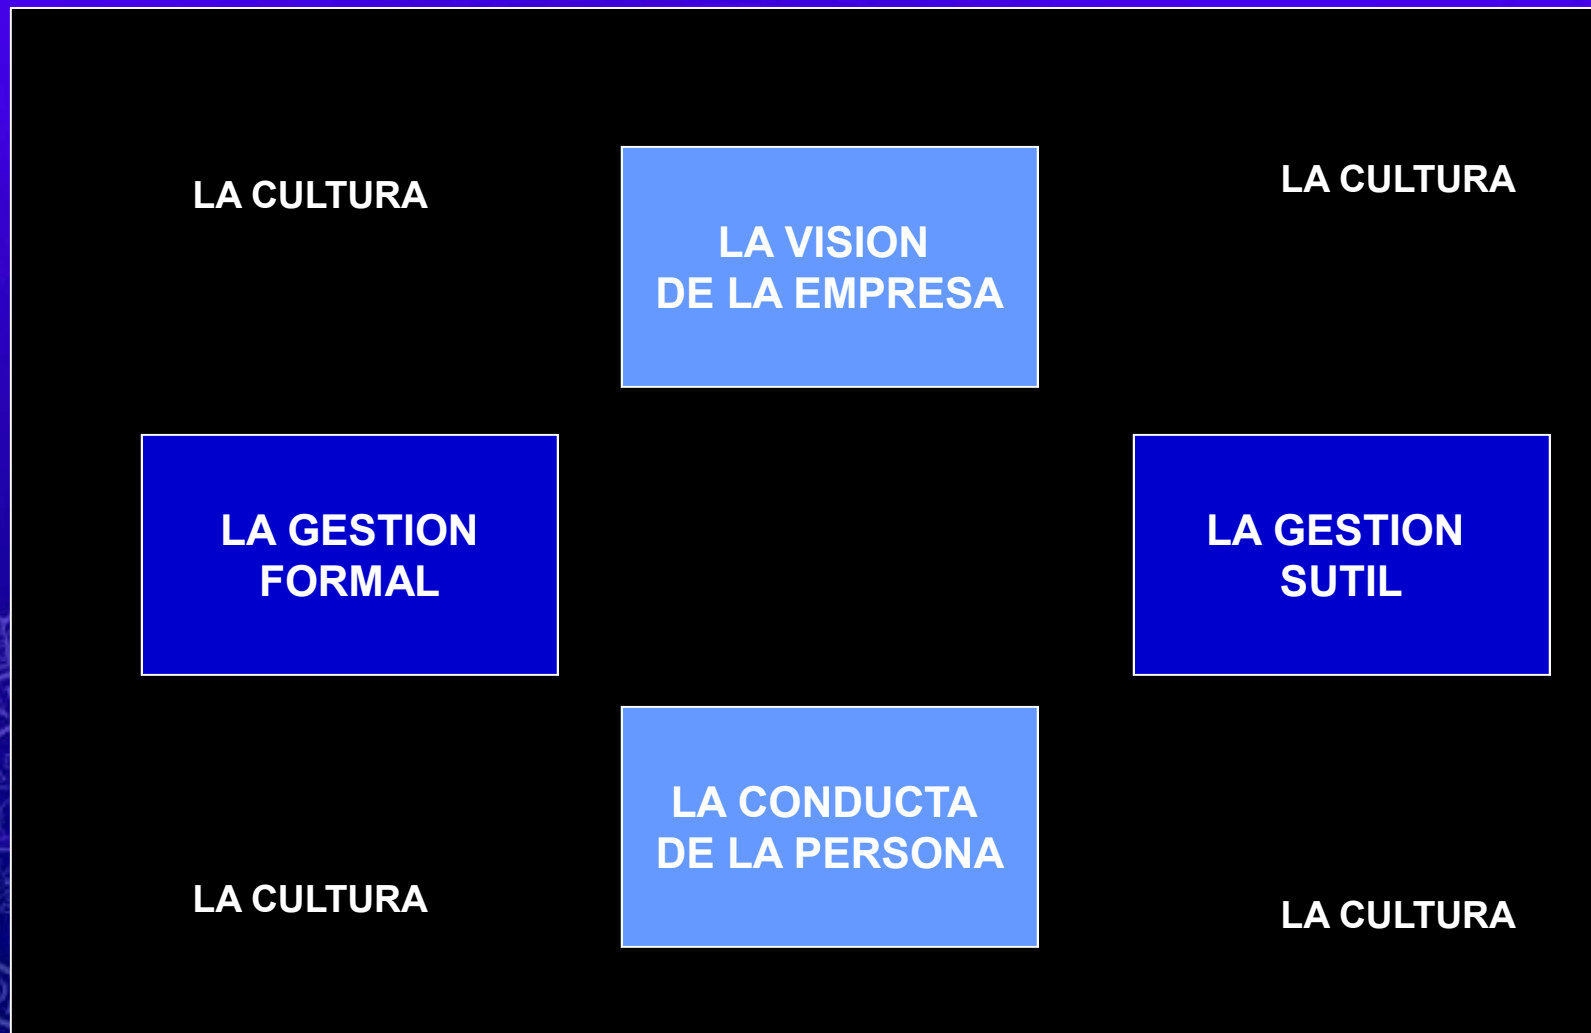 LA CULTURA
LA CULTURA
LA VISION
DE LA EMPRESA
LA GESTION
FORMAL
LA GESTION
SUTIL
LA CONDUCTA
DE LA PERSONA
LA CULTURA
LA CULTURA